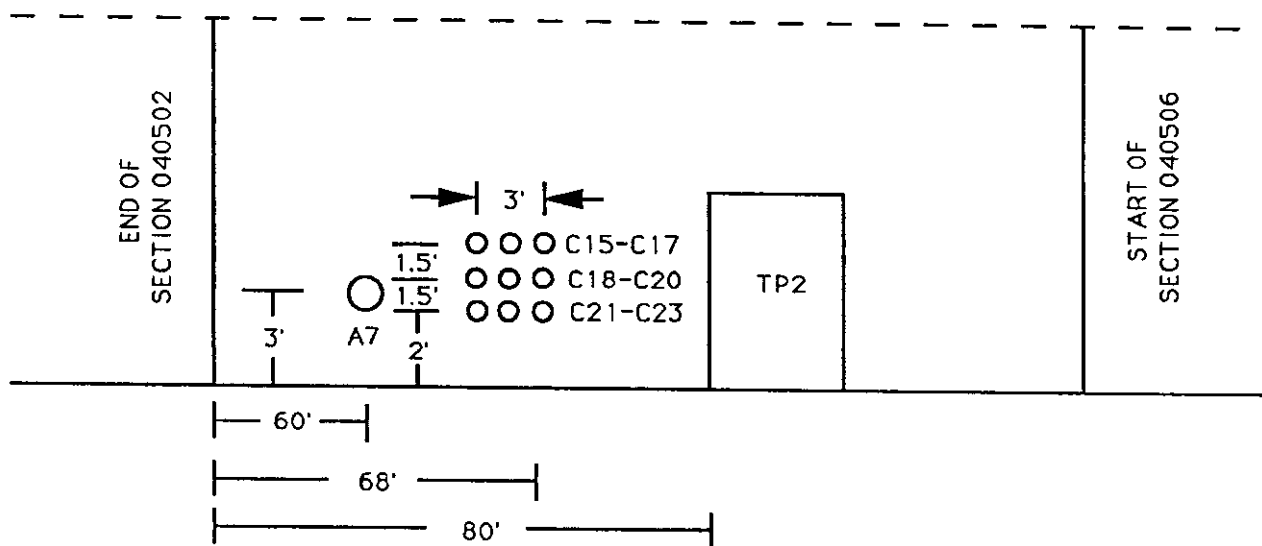 END OF
SECTION 040502
START OF
SECTION 040506
3'
C15-C17
1.5'
C18-C20
1.5'
C21-C23
TP2
A7
3'
2'
60'
68'
80'